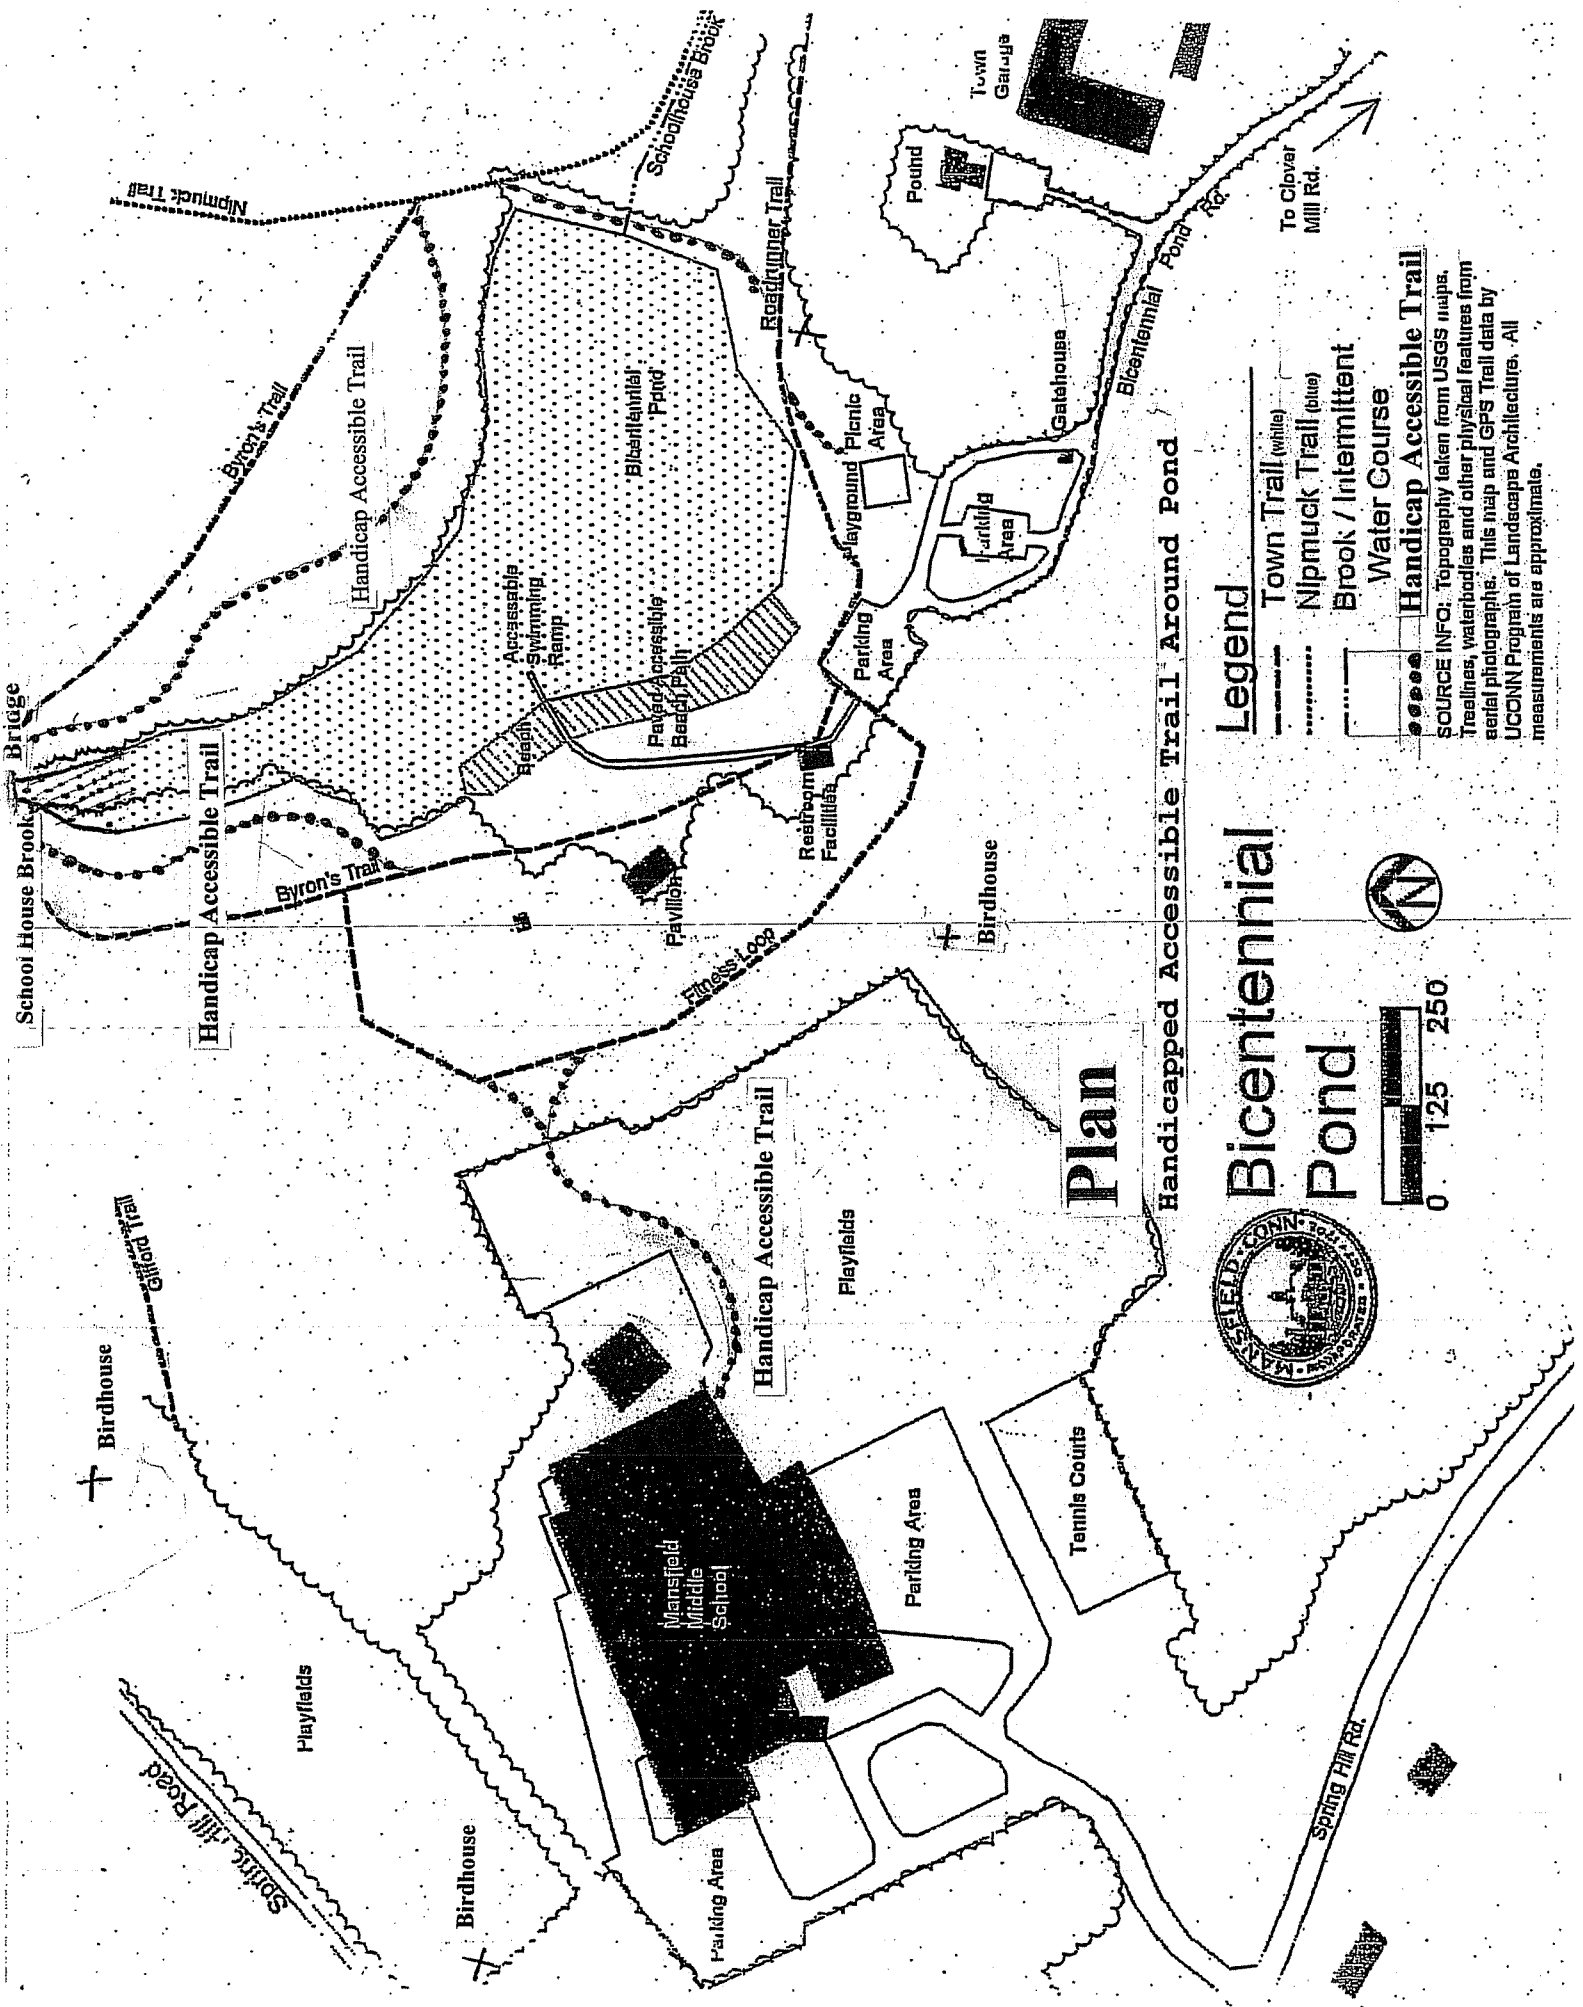 School House Brook
Bridge
Nipmuck Trail
Schoolhouse Brook
Byron's Trail
Handicap Accessible Trail
Handicap Accessible Trail
Byron's Trail
Gifford Trail
Birdhouse
Spring Hill Road
Playfields
Birdhouse
Accessable
Swimming
Ramp
Bicentennial
Pond
Beach
Paved Accessible
Beach Path
Roadrunner Trail
Town
Garage
Pound
Picnic
Area
Playground
Parking
Area
Parking
Area
Gatehouse
Bicentennial Pond Rd.
To Clover
Mill Rd.
Restroom
Facilities
Pavilion
Fitness Loop
Birdhouse
Handicap Accessible Trail
Playfields
Mansfield
Middle
School
Parking Area
Parking Area
Tennis Courts
Spring Hill Rd.
Plan
Handicapped Accessible Trail Around Pond
Bicentennial
Pond
MANSFIELD CONN.
0 125 250
N
Legend
Town Trail (white)
Nipmuck Trail (blue)
Brook / Intermittent
Water Course
Handicap Accessible Trail
SOURCE INFO: Topography taken from USGS maps.
Treelines, waterbodies and other physical features from
aerial photographs. This map and GPS Trail data by
UCONN Program of Landscape Architecture. All
measurements are approximate.